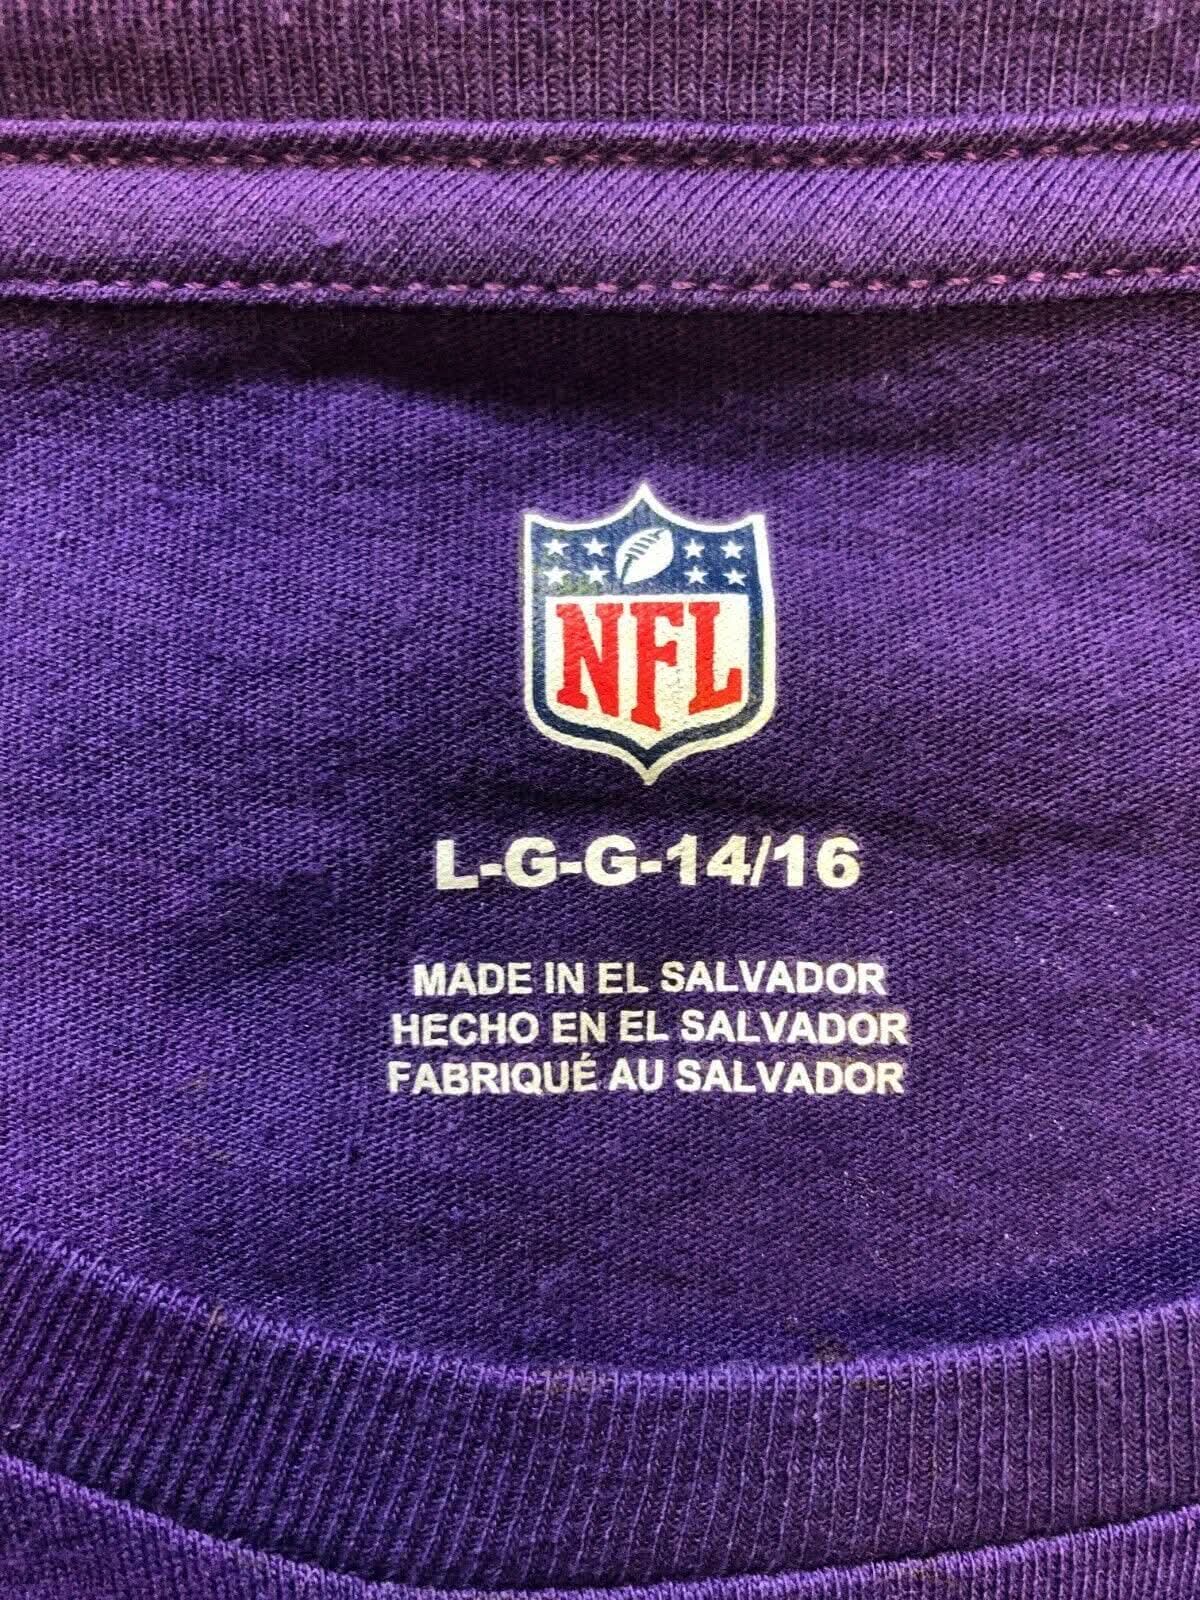 NFL
L-G-G-14/16
MADE IN EL SALVADOR
HECHO EN EL SALVADOR
FABRIQUÉ AU SALVADOR